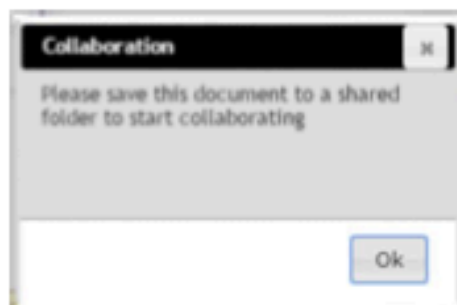 Collaboration
Please save this document to a shared
folder to start collaborating
Ok